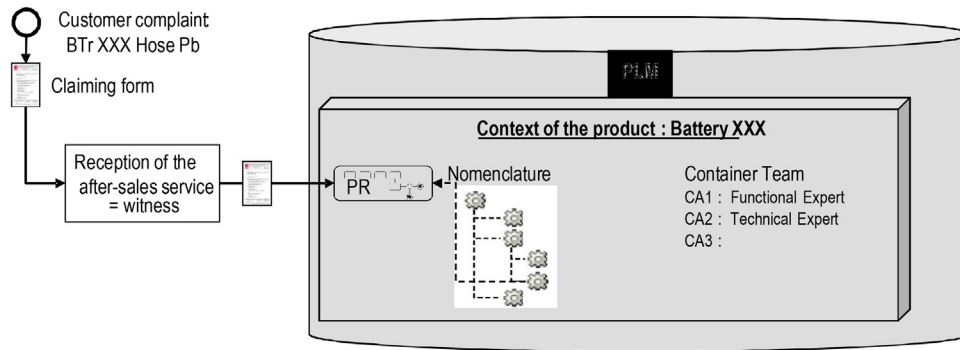 Customer complaint
BTr XXX Hose Pb
Claiming form
PLM
Context of the product : Battery XXX
Reception of the
after-sales service
= witness
PR
Nomenclature
Container Team
CA1 : Functional Expert
CA2 : Technical Expert
CA3 :